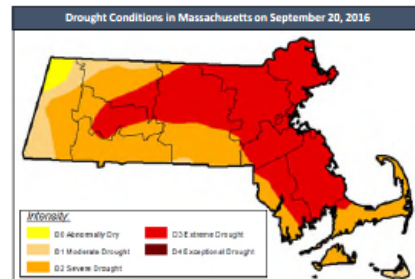 Drought Conditions in Massachusetts on September 20, 2016
Intensity:
D0 Abnormally Dry
D1 Moderate Drought
D2 Severe Drought
D3 Extreme Drought
D4 Exceptional Drought